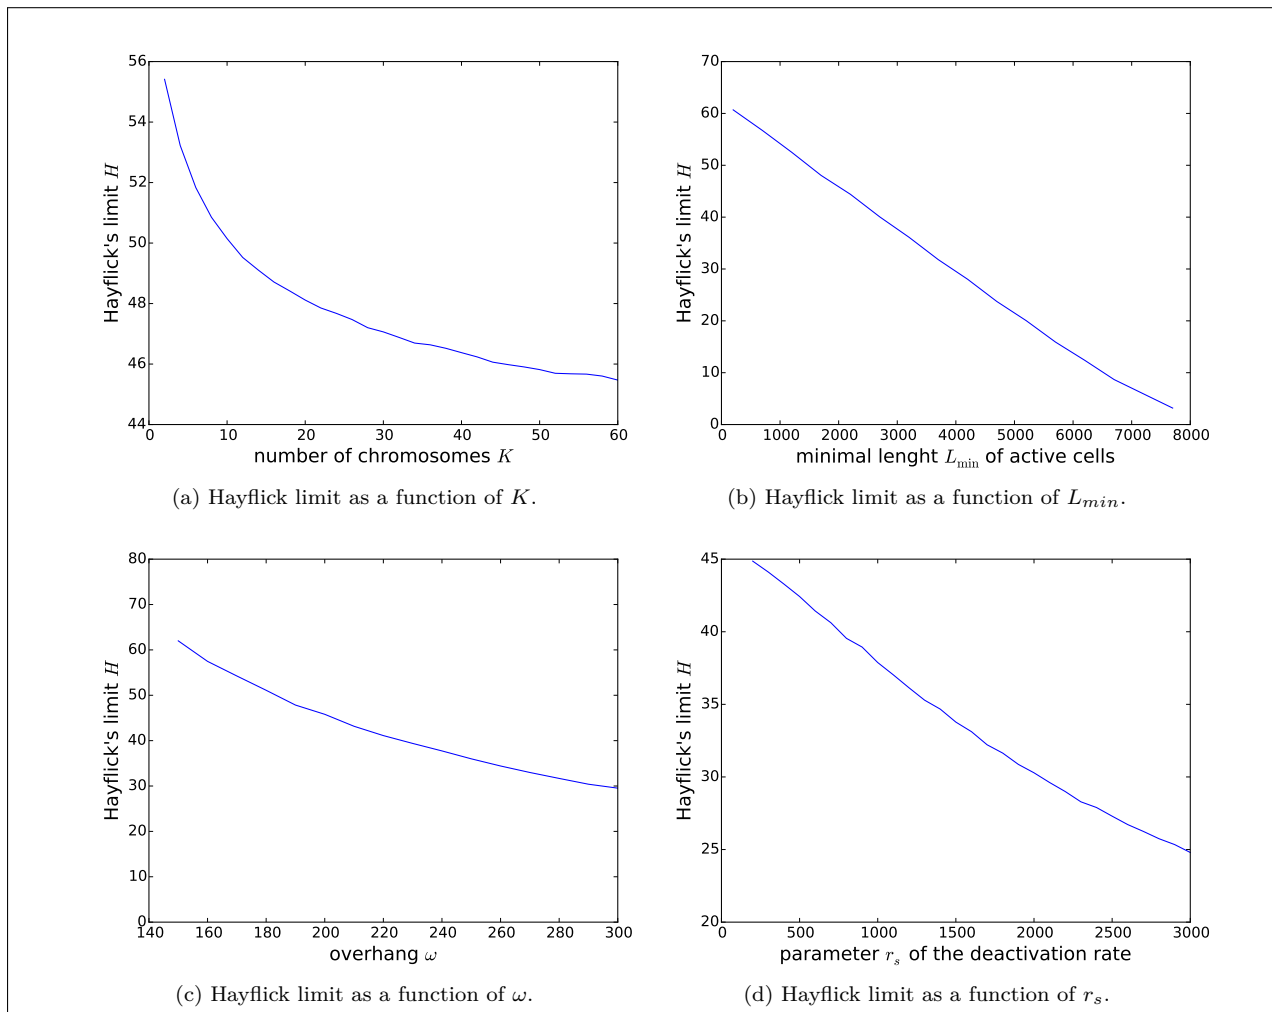 56
54
52
50
48
46
44
Hayflick's limit H
0 10 20 30 40 50 60
number of chromosomes K
(a) Hayflick limit as a function of K.
70
60
50
40
30
20
10
0
Hayflick's limit H
0 1000 2000 3000 4000 5000 6000 7000 8000
minimal lenght L_min of active cells
(b) Hayflick limit as a function of L_min.
80
70
60
50
40
30
20
10
0
Hayflick's limit H
140 160 180 200 220 240 260 280 300
overhang ω
(c) Hayflick limit as a function of ω.
45
40
35
30
25
20
Hayflick's limit H
0 500 1000 1500 2000 2500 3000
parameter r_s of the deactivation rate
(d) Hayflick limit as a function of r_s.